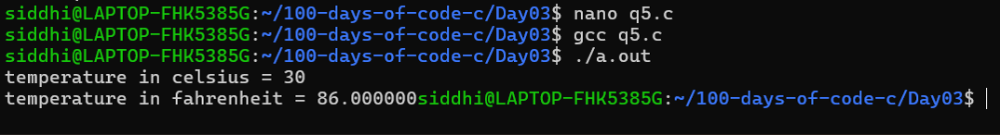 siddhi@LAPTOP-FHK5385G:~/100-days-of-code-c/Day03$ nano q5.c
siddhi@LAPTOP-FHK5385G:~/100-days-of-code-c/Day03$ gcc q5.c
siddhi@LAPTOP-FHK5385G:~/100-days-of-code-c/Day03$ ./a.out
temperature in celsius = 30
temperature in fahrenheit = 86.000000siddhi@LAPTOP-FHK5385G:~/100-days-of-code-c/Day03$